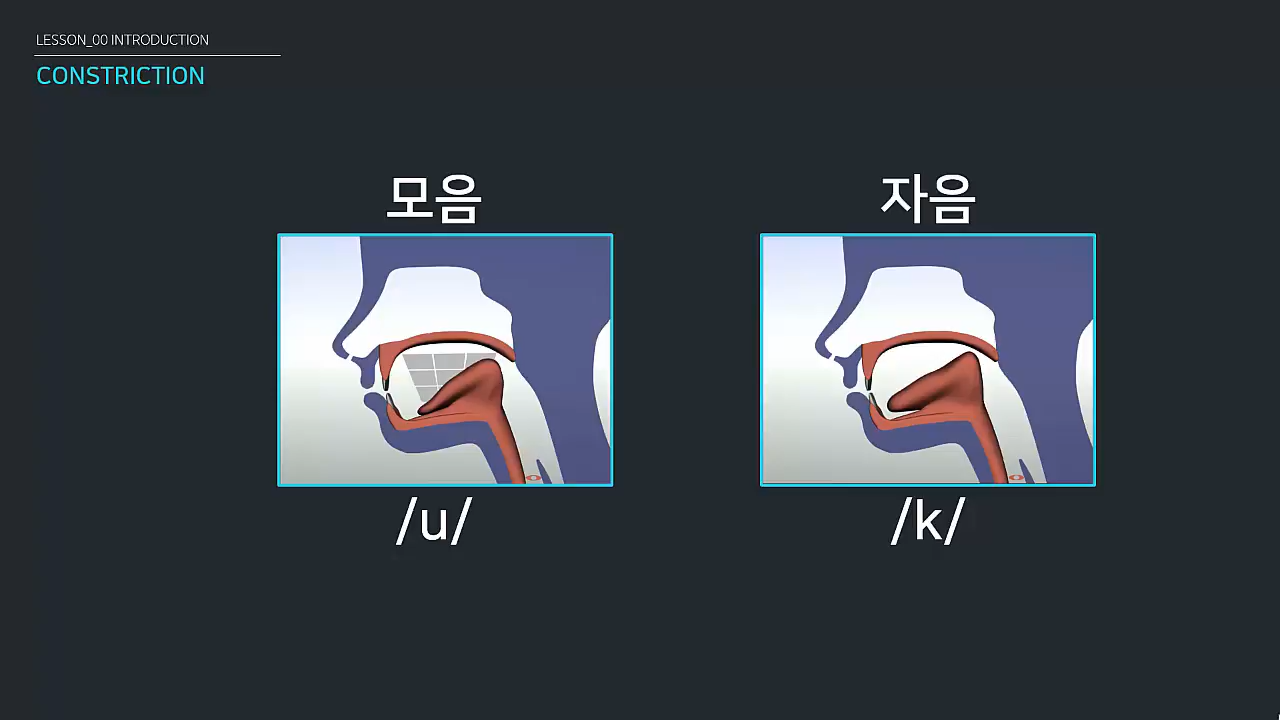 LESSON_00 INTRODUCTION
CONSTRICTION
모음
자음
/u/
/k/